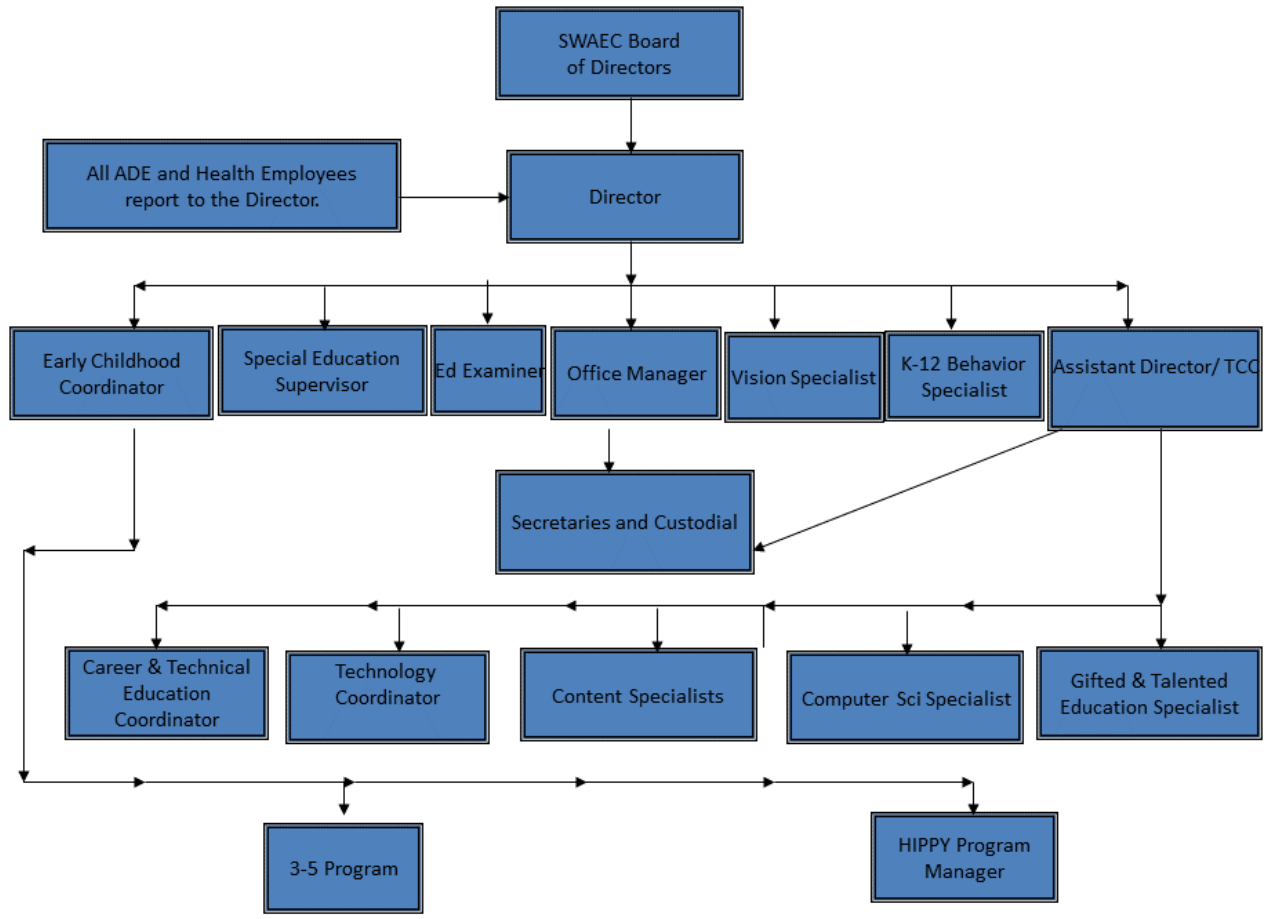 SWAEC Board
of Directors
All ADE and Health Employees
report to the Director.
Director
Early Childhood
Coordinator
Special Education
Supervisor
Ed Examiner
Office Manager
Vision Specialist
K-12 Behavior
Specialist
Assistant Director/ TCC
Secretaries and Custodial
Career & Technical
Education
Coordinator
Technology
Coordinator
Content Specialists
Computer Sci Specialist
Gifted & Talented
Education Specialist
3-5 Program
HIPPY Program
Manager